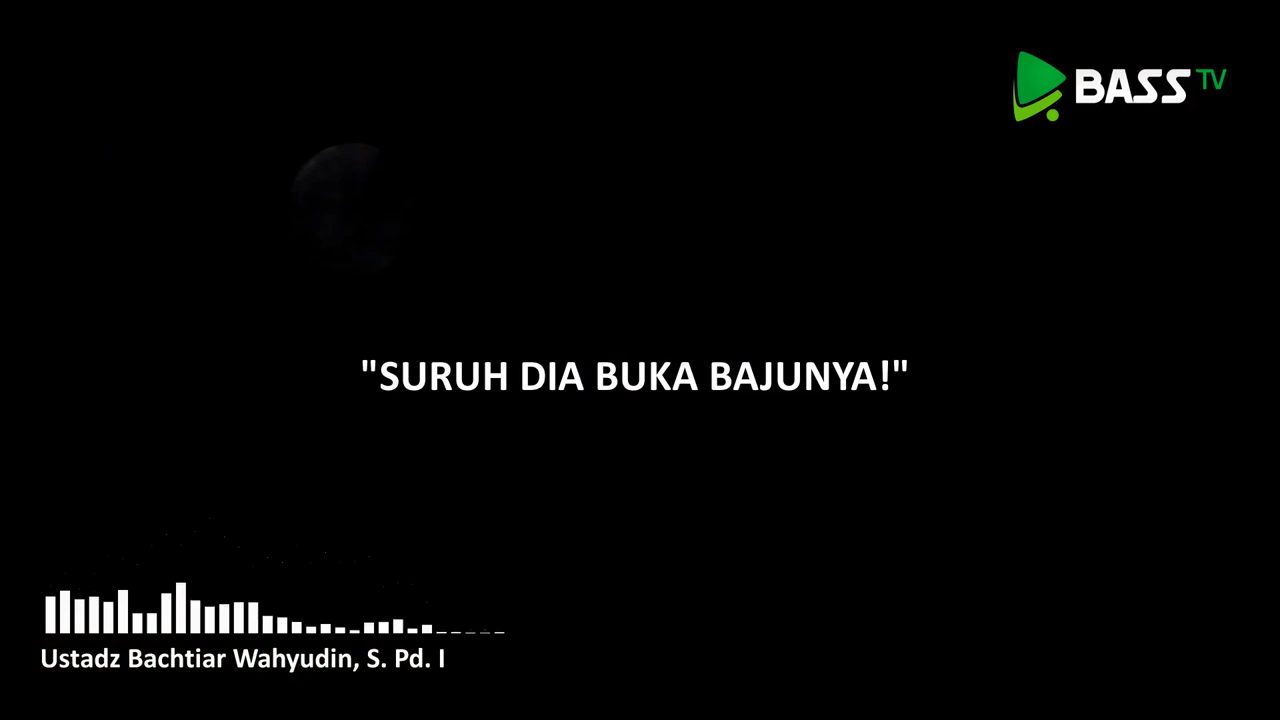 BASS TV
"SURUH DIA BUKA BAJUNYA!"
Ustadz Bachtiar Wahyudin, S. Pd. I